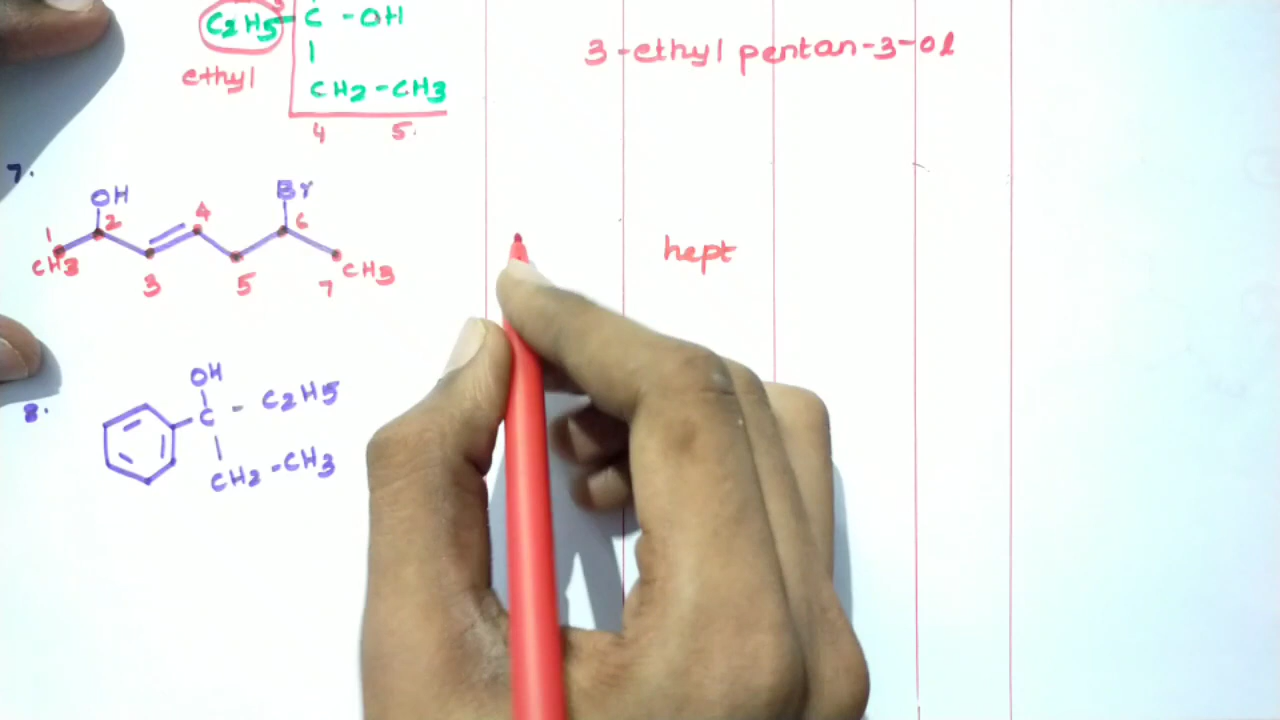 C2H5 - C - OH
3-ethyl pentan-3-ol
ethyl
CH2 - CH3
4 5
7.
OH
Br
1 2 4 6
hept
CH3
CH3
3 5 7
OH
8.
C - C2H5
CH2 - CH3